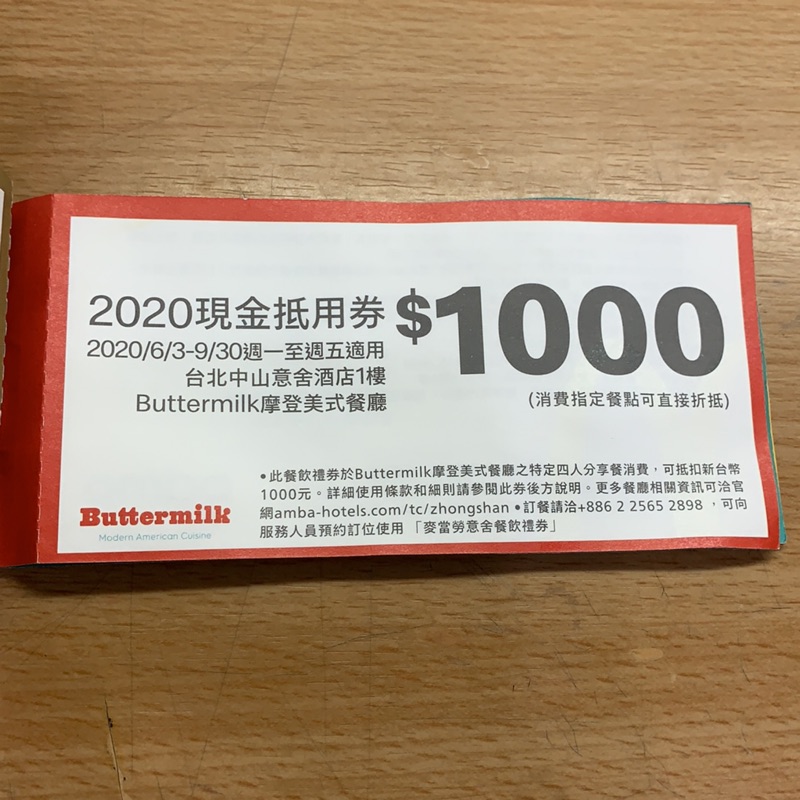 2020現金抵用券
2020/6/3-9/30週一至週五適用
台北中山意舍酒店1樓
Buttermilk摩登美式餐廳
$1000
(消費指定餐點可直接折抵)
•此餐飲禮券於Buttermilk摩登美式餐廳之特定四人分享餐消費，可抵扣新台幣
1000元。詳細使用條款和細則請參閱此券後方說明。更多餐廳相關資訊可洽官
網amba-hotels.com/tc/zhongshan •訂餐請洽+886 2 2565 2898 ，可向
服務人員預約訂位使用 「麥當勞意舍餐飲禮券」
Buttermilk
Modern American Cuisine